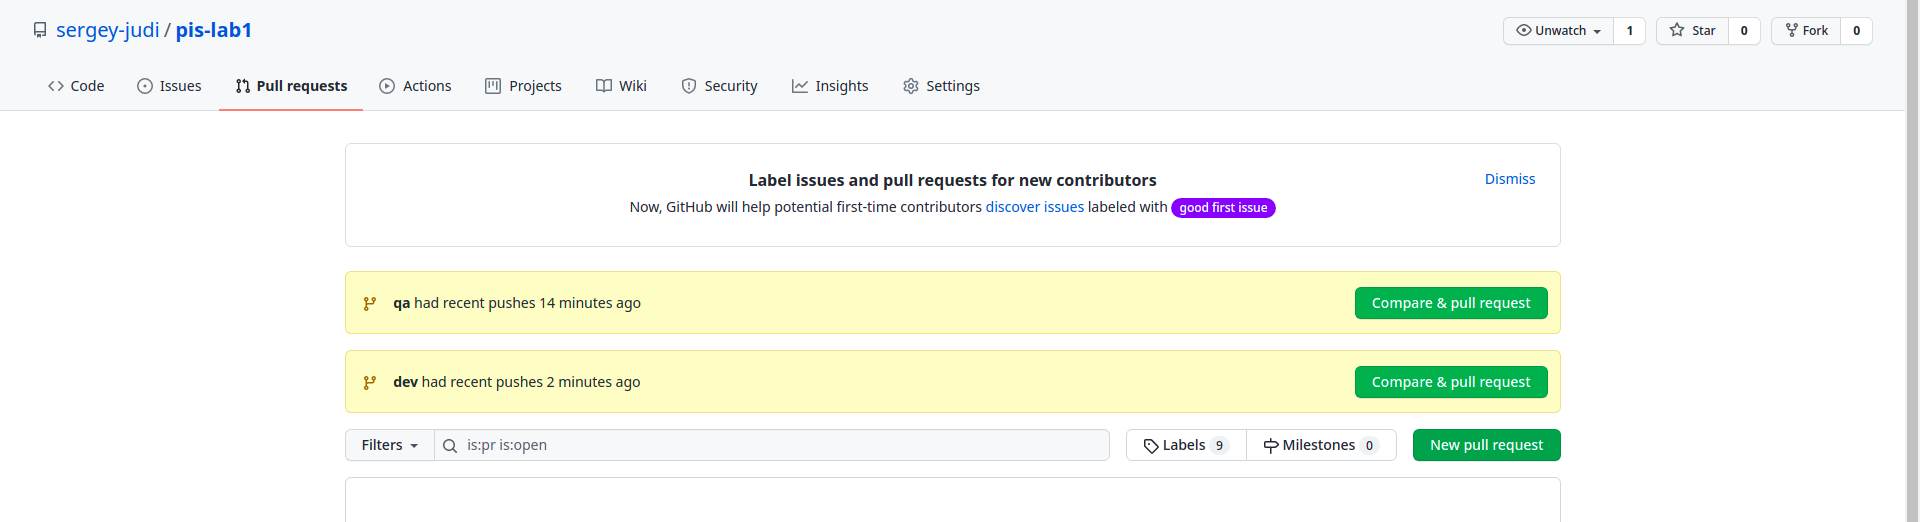 sergey-judi / pis-lab1
Unwatch 1 Star 0 Fork 0
Code Issues Pull requests Actions Projects Wiki Security Insights Settings
Label issues and pull requests for new contributors
Dismiss
Now, GitHub will help potential first-time contributors discover issues labeled with good first issue
qa had recent pushes 14 minutes ago Compare & pull request
dev had recent pushes 2 minutes ago Compare & pull request
Filters is:pr is:open Labels 9 Milestones 0 New pull request